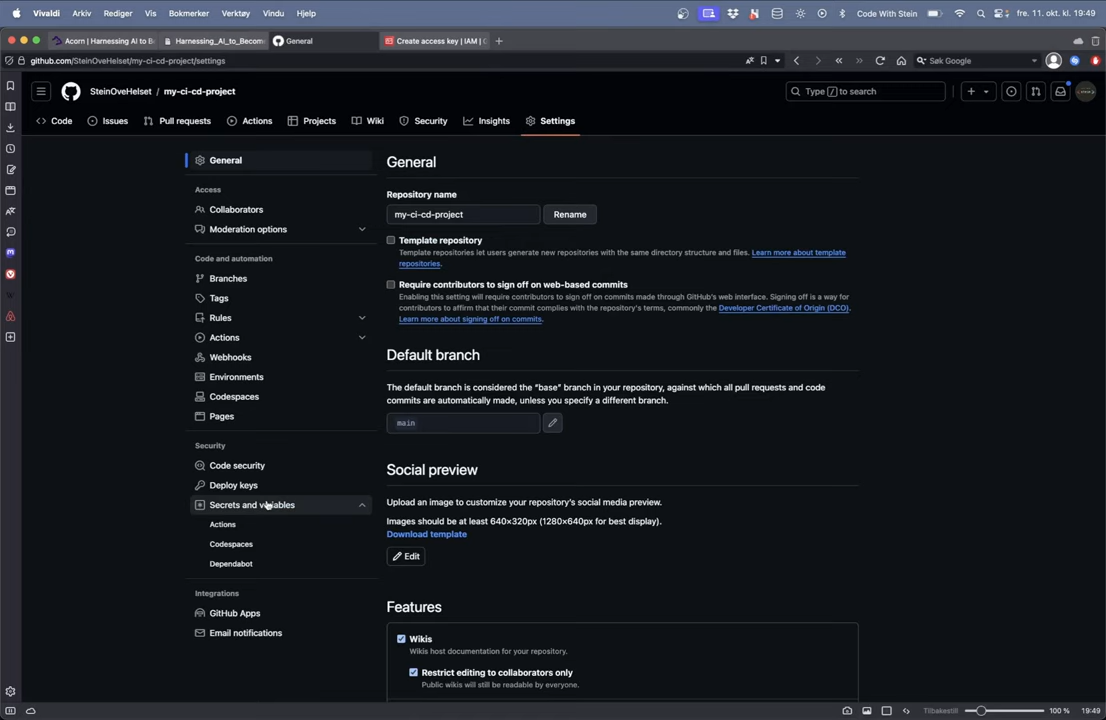 Vivaldi Arkiv Rediger Vis Bokmerker Verktøy Vindu Hjelp
Code With Stein fre. 11. okt. kl. 19:49
Acorn | Harnessing AI to B
Harnessing_AI_to_Becom
General
Create access key | IAM | G
github.com/SteinOveHelset/my-ci-cd-project/settings
Søk Google
SteinOveHelset / my-ci-cd-project
Type / to search
Code Issues Pull requests Actions Projects Wiki Security Insights Settings
General
Access
Collaborators
Moderation options
Code and automation
Branches
Tags
Rules
Actions
Webhooks
Environments
Codespaces
Pages
Security
Code security
Deploy keys
Secrets and variables
Actions
Codespaces
Dependabot
Integrations
GitHub Apps
Email notifications
General
Repository name
my-ci-cd-project Rename
Template repository
Template repositories let users generate new repositories with the same directory structure and files. Learn more about template
repositories.
Require contributors to sign off on web-based commits
Enabling this setting will require contributors to sign off on commits made through GitHub's web interface. Signing off is a way for
contributors to affirm that their commit complies with the repository's terms, commonly the Developer Certificate of Origin (DCO).
Learn more about signing off on commits.
Default branch
The default branch is considered the "base" branch in your repository, against which all pull requests and code
commits are automatically made, unless you specify a different branch.
main
Social preview
Upload an image to customize your repository's social media preview.
Images should be at least 640×320px (1280×640px for best display).
Download template
Edit
Features
Wikis
Wikis host documentation for your repository.
Restrict editing to collaborators only
Public wikis will still be readable by everyone.
Tilbakestill 100 % 19:49